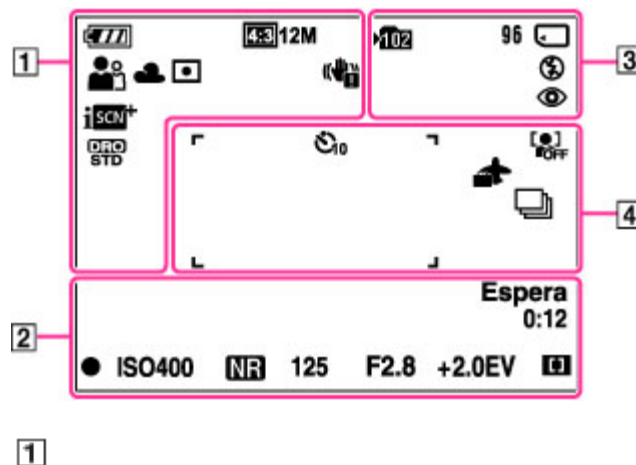 1
4:3 12M
102
96
3
iSCN+
DRO
STD
10
OFF
4
Espera
0:12
2
ISO400 NR 125 F2.8 +2.0EV
1